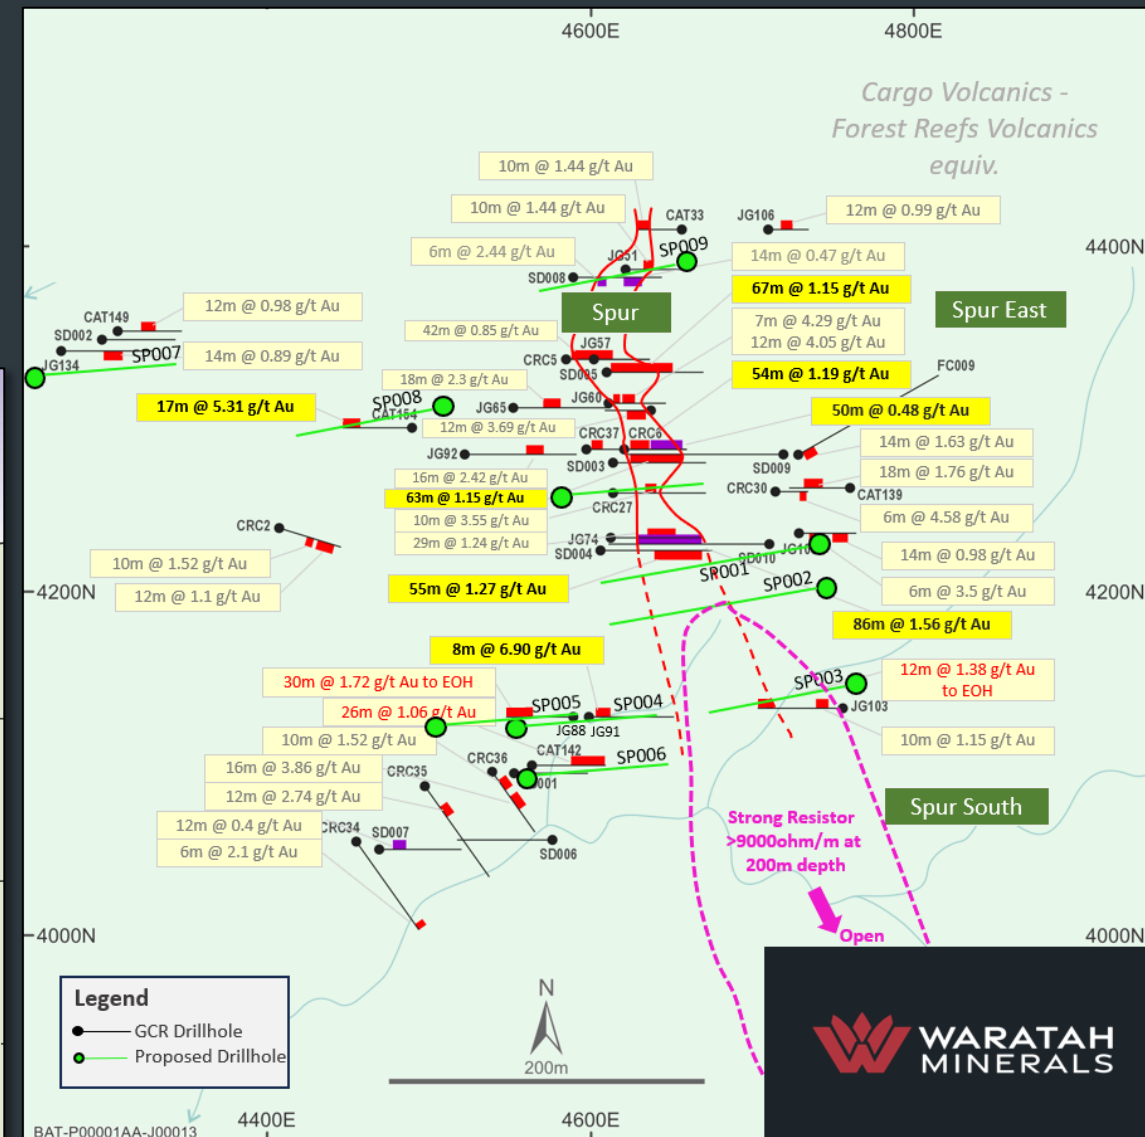 4600E
4800E
Cargo Volcanics -
Forest Reefs Volcanics
equiv.
10m @ 1.44 g/t Au
10m @ 1.44 g/t Au
CAT33
JG106
12m @ 0.99 g/t Au
4400N
6m @ 2.44 g/t Au
JG51
SP009
14m @ 0.47 g/t Au
SD008
67m @ 1.15 g/t Au
12m @ 0.98 g/t Au
Spur
Spur East
CAT149
SD002
42m @ 0.85 g/t Au
7m @ 4.29 g/t Au
12m @ 4.05 g/t Au
JG57
CRC5
SD005
JG134
SP007
14m @ 0.89 g/t Au
54m @ 1.19 g/t Au
FC009
18m @ 2.3 g/t Au
17m @ 5.31 g/t Au
SP008
CAT154
JG65
JG60
50m @ 0.48 g/t Au
12m @ 3.69 g/t Au
CRC37
CRC6
14m @ 1.63 g/t Au
JG92
SD003
SD009
16m @ 2.42 g/t Au
18m @ 1.76 g/t Au
63m @ 1.15 g/t Au
CRC27
CRC30
CAT139
10m @ 3.55 g/t Au
6m @ 4.58 g/t Au
CRC2
29m @ 1.24 g/t Au
JG74
SD004
SD010
10m @ 1.52 g/t Au
12m @ 1.1 g/t Au
14m @ 0.98 g/t Au
55m @ 1.27 g/t Au
SP001
SP002
6m @ 3.5 g/t Au
4200N
4200N
86m @ 1.56 g/t Au
8m @ 6.90 g/t Au
30m @ 1.72 g/t Au to EOH
SP003
12m @ 1.38 g/t Au
to EOH
26m @ 1.06 g/t Au
SP005
SP004
JG88
JG91
JG103
10m @ 1.52 g/t Au
10m @ 1.15 g/t Au
16m @ 3.86 g/t Au
CRC35
CRC36
CAT142
SP006
12m @ 2.74 g/t Au
Spur South
12m @ 0.4 g/t Au
SD007
6m @ 2.1 g/t Au
SD006
Strong Resistor
>9000ohm/m at
200m depth
Open
4000N
4000N
Legend
GCR Drillhole
Proposed Drillhole
N
200m
WARATAH
MINERALS
4400E
4600E
BAT-P00001AA-J00013